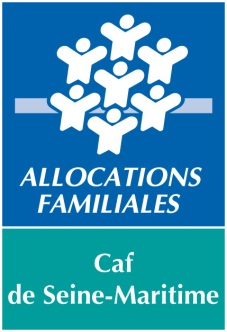 ALLOCATIONS
FAMILIALES
Caf
de Seine-Maritime